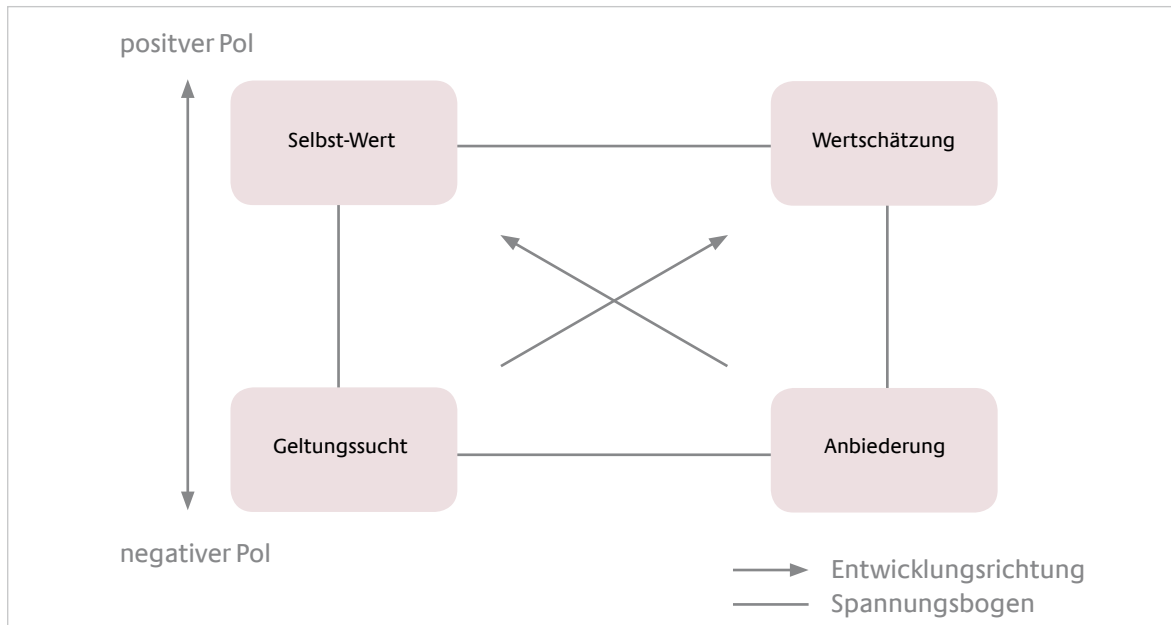 positver Pol
Selbst-Wert
Wertschätzung
Geltungssucht
Anbiederung
negativer Pol
Entwicklungsrichtung
Spannungsbogen